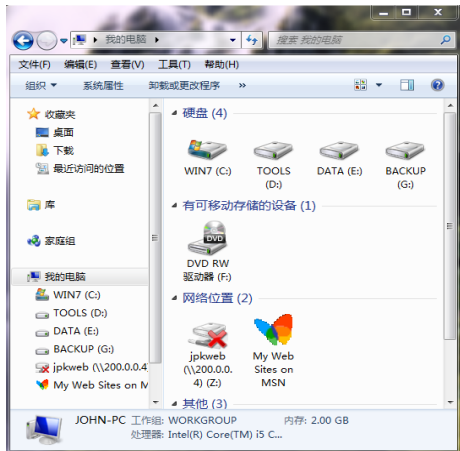 我的电脑
搜索 我的电脑
文件(F) 编辑(E) 查看(V) 工具(T) 帮助(H)
组织 系统属性 卸载或更改程序 »
收藏夹
桌面
下载
最近访问的位置
库
家庭组
我的电脑
WIN7 (C:)
TOOLS (D:)
DATA (E:)
BACKUP (G:)
jpkweb (\\200.0.0.4
My Web Sites on M
硬盘 (4)
WIN7 (C:)
TOOLS
(D:)
DATA (E:)
BACKUP
(G:)
有可移动存储的设备 (1)
DVD
DVD RW
驱动器 (F:)
网络位置 (2)
jpkweb
(\\200.0.0.
4) (Z:)
My Web
Sites on
MSN
其他 (3)
JOHN-PC 工作组: WORKGROUP 内存: 2.00 GB
处理器: Intel(R) Core(TM) i5 C...